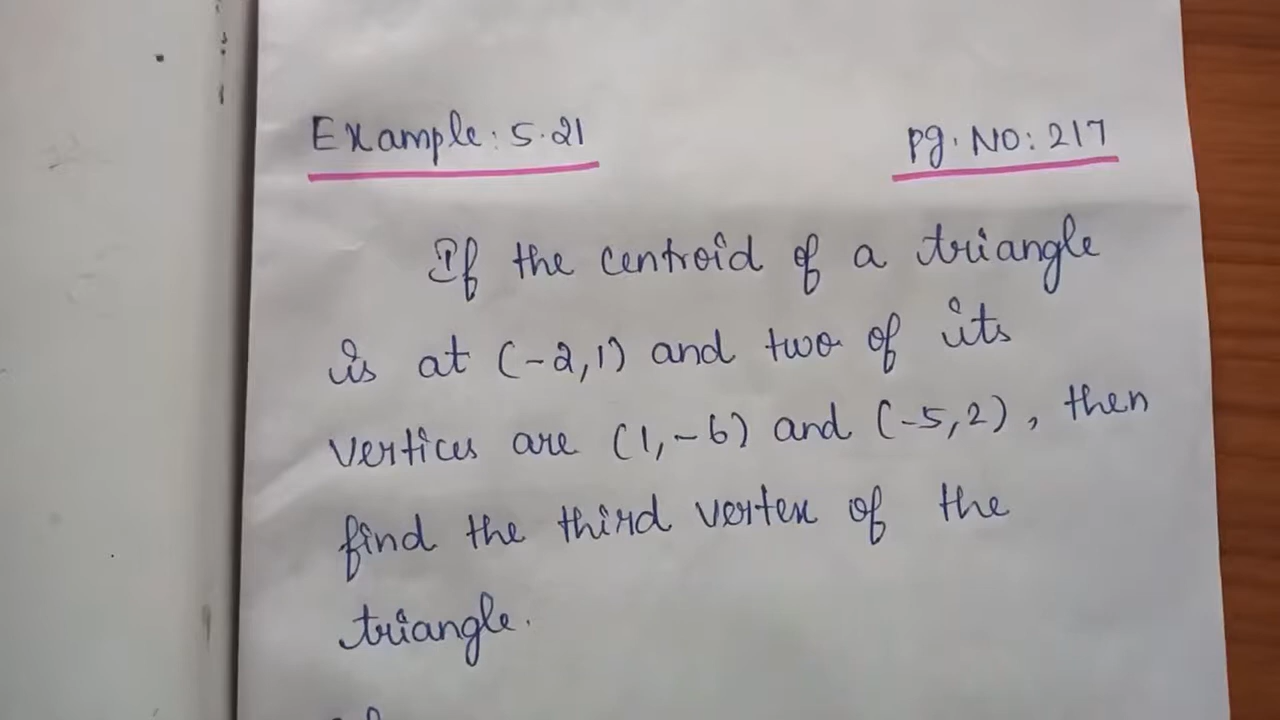 Example: 5.21
Pg. No: 217
If the centroid of a triangle
is at (-2,1) and two of its
vertices are (1,-6) and (-5,2), then
find the third vertex of the
triangle.